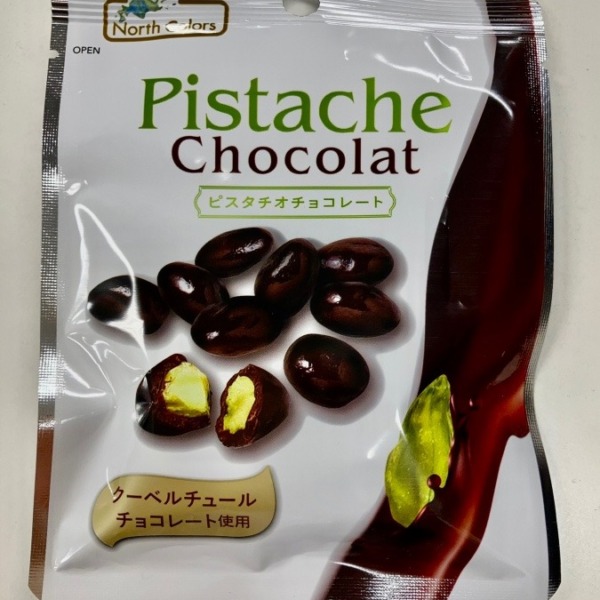 North Colors
OPEN
Pistache
Chocolat
ピスタチオチョコレート
クーベルチュール
チョコレート使用